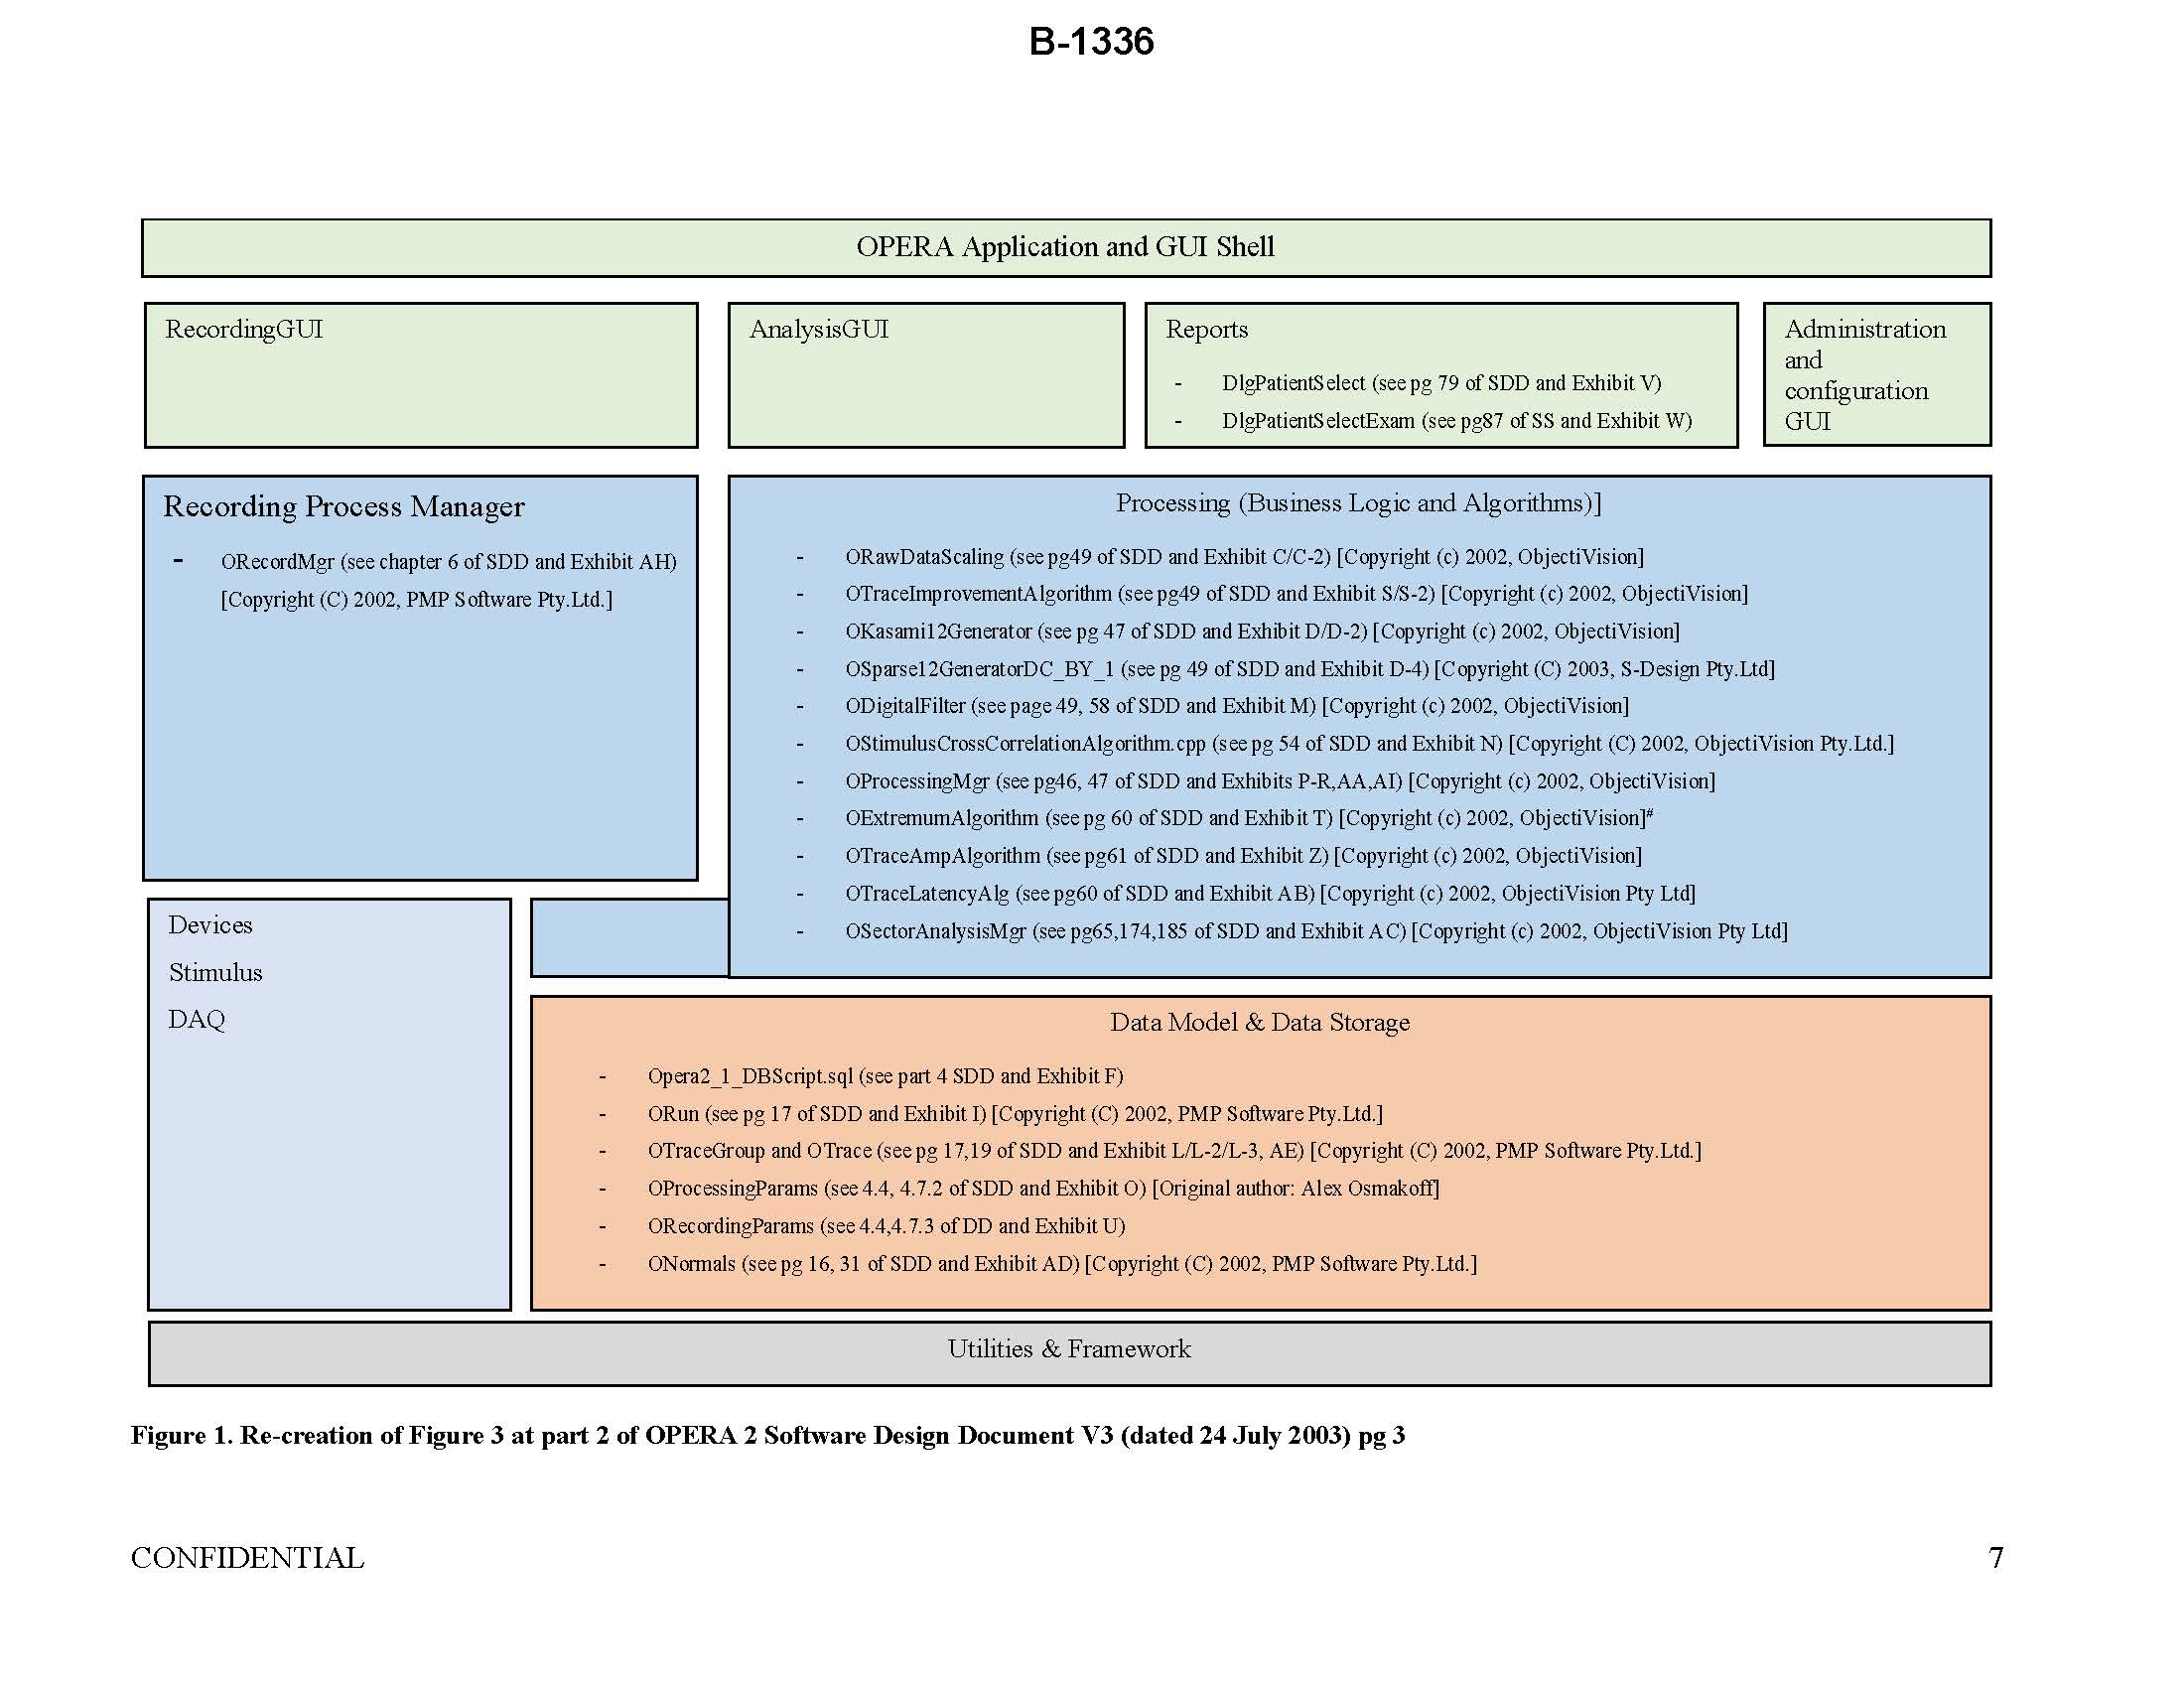 B-1336
OPERA Application and GUI Shell
RecordingGUI
AnalysisGUI
Reports
- DlgPatientSelect (see pg 79 of SDD and Exhibit V)
- DlgPatientSelectExam (see pg87 of SS and Exhibit W)
Administration
and
configuration
GUI
Recording Process Manager
- ORecordMgr (see chapter 6 of SDD and Exhibit AH)
[Copyright (C) 2002, PMP Software Pty.Ltd.]
Processing (Business Logic and Algorithms)]
- ORawDataScaling (see pg49 of SDD and Exhibit C/C-2) [Copyright (c) 2002, ObjectiVision]
- OTraceImprovementAlgorithm (see pg49 of SDD and Exhibit S/S-2) [Copyright (c) 2002, ObjectiVision]
- OKasami12Generator (see pg 47 of SDD and Exhibit D/D-2) [Copyright (c) 2002, ObjectiVision]
- OSparse12GeneratorDC_BY_1 (see pg 49 of SDD and Exhibit D-4) [Copyright (C) 2003, S-Design Pty.Ltd]
- ODigitalFilter (see page 49, 58 of SDD and Exhibit M) [Copyright (c) 2002, ObjectiVision]
- OStimulusCrossCorrelationAlgorithm.cpp (see pg 54 of SDD and Exhibit N) [Copyright (C) 2002, ObjectiVision Pty.Ltd.]
- OProcessingMgr (see pg46, 47 of SDD and Exhibits P-R,AA,AI) [Copyright (c) 2002, ObjectiVision]
- OExtremumAlgorithm (see pg 60 of SDD and Exhibit T) [Copyright (c) 2002, ObjectiVision]#
- OTraceAmpAlgorithm (see pg61 of SDD and Exhibit Z) [Copyright (c) 2002, ObjectiVision]
- OTraceLatencyAlg (see pg60 of SDD and Exhibit AB) [Copyright (c) 2002, ObjectiVision Pty Ltd]
- OSectorAnalysisMgr (see pg65,174,185 of SDD and Exhibit AC) [Copyright (c) 2002, ObjectiVision Pty Ltd]
Devices
Stimulus
DAQ
Data Model & Data Storage
- Opera2_1_DBScript.sql (see part 4 SDD and Exhibit F)
- ORun (see pg 17 of SDD and Exhibit I) [Copyright (C) 2002, PMP Software Pty.Ltd.]
- OTraceGroup and OTrace (see pg 17,19 of SDD and Exhibit L/L-2/L-3, AE) [Copyright (C) 2002, PMP Software Pty.Ltd.]
- OProcessingParams (see 4.4, 4.7.2 of SDD and Exhibit O) [Original author: Alex Osmakoff]
- ORecordingParams (see 4.4,4.7.3 of DD and Exhibit U)
- ONormals (see pg 16, 31 of SDD and Exhibit AD) [Copyright (C) 2002, PMP Software Pty.Ltd.]
Utilities & Framework
Figure 1. Re-creation of Figure 3 at part 2 of OPERA 2 Software Design Document V3 (dated 24 July 2003) pg 3
CONFIDENTIAL
7